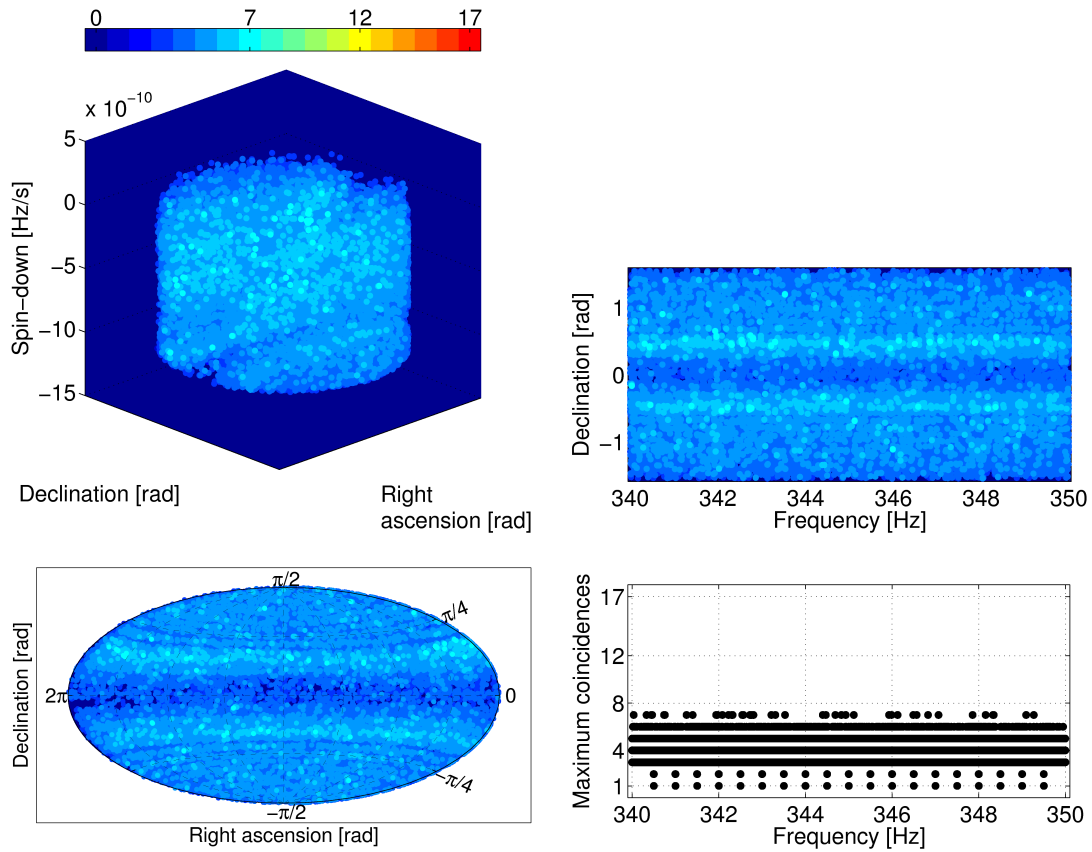 0 7 12 17
x 10−10
5
0
−5
−10
−15
Spin−down [Hz/s]
Declination [rad]
Right
ascension [rad]
Declination [rad]
1
0
−1
340 342 344 346 348 350
Frequency [Hz]
Declination [rad]
π/2
π/4
2π
0
−π/4
−π/2
Right ascension [rad]
Maximum coincidences
17
12
8
4
1
340 342 344 346 348 350
Frequency [Hz]